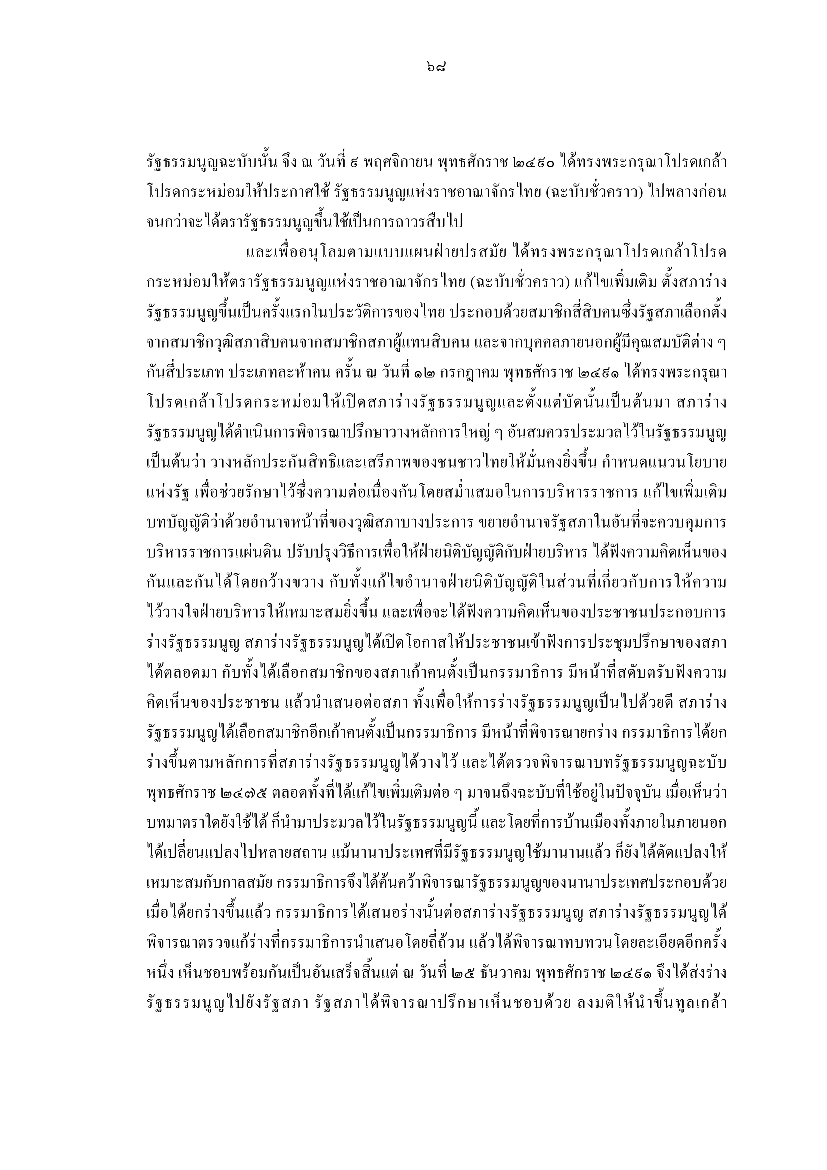 ๖๘
รัฐธรรมนูญฉะบับนั้น จึง ณ วันที่ ๙ พฤศจิกายน พุทธศักราช ๒๔๙๐ ได้ทรงพระกรุณาโปรดเกล้า
โปรดกระหม่อมให้ประกาศใช้ รัฐธรรมนูญแห่งราชอาณาจักรไทย (ฉะบับชั่วคราว) ไปพลางก่อน
จนกว่าจะได้ตรารัฐธรรมนูญขึ้นใช้เป็นการถาวรสืบไป
และเพื่ออนุโลมตามแบบแผนฝ่ายปรสมัย ได้ทรงพระกรุณาโปรดเกล้าโปรด
กระหม่อมให้ตรารัฐธรรมนูญแห่งราชอาณาจักรไทย (ฉะบับชั่วคราว) แก้ไขเพิ่มเติม ตั้งสภาร่าง
รัฐธรรมนูญขึ้นเป็นครั้งแรกในประวัติการของไทย ประกอบด้วยสมาชิกสี่สิบคนซึ่งรัฐสภาเลือกตั้ง
จากสมาชิกวุฒิสภาสิบคนจากสมาชิกสภาผู้แทนสิบคน และจากบุคคลภายนอกผู้มีคุณสมบัติต่าง ๆ
กันสี่ประเภท ประเภทละห้าคน ครั้น ณ วันที่ ๑๒ กรกฎาคม พุทธศักราช ๒๔๙๑ ได้ทรงพระกรุณา
โปรดเกล้าโปรดกระหม่อมให้เปิดสภาร่างรัฐธรรมนูญและตั้งแต่บัดนั้นเป็นต้นมา สภาร่าง
รัฐธรรมนูญได้ดำเนินการพิจารณาปรึกษาวางหลักการใหญ่ ๆ อันสมควรประมวลไว้ในรัฐธรรมนูญ
เป็นต้นว่า วางหลักประกันสิทธิและเสรีภาพของชนชาวไทยให้มั่นคงยิ่งขึ้น กำหนดแนวนโยบาย
แห่งรัฐ เพื่อช่วยรักษาไว้ซึ่งความต่อเนื่องกันโดยสม่ำเสมอในการบริหารราชการ แก้ไขเพิ่มเติม
บทบัญญัติว่าด้วยอำนาจหน้าที่ของวุฒิสภาบางประการ ขยายอำนาจรัฐสภาในอันที่จะควบคุมการ
บริหารราชการแผ่นดิน ปรับปรุงวิธีการเพื่อให้ฝ่ายนิติบัญญัติกับฝ่ายบริหาร ได้ฟังความคิดเห็นของ
กันและกันได้โดยกว้างขวาง กับทั้งแก้ไขอำนาจฝ่ายนิติบัญญัติในส่วนที่เกี่ยวกับการให้ความ
ไว้วางใจฝ่ายบริหารให้เหมาะสมยิ่งขึ้น และเพื่อจะได้ฟังความคิดเห็นของประชาชนประกอบการ
ร่างรัฐธรรมนูญ สภาร่างรัฐธรรมนูญได้เปิดโอกาสให้ประชาชนเข้าฟังการประชุมปรึกษาของสภา
ได้ตลอดมา กับทั้งได้เลือกสมาชิกของสภาเก้าคนตั้งเป็นกรรมาธิการ มีหน้าที่สดับตรับฟังความ
คิดเห็นของประชาชน แล้วนำเสนอต่อสภา ทั้งเพื่อให้การร่างรัฐธรรมนูญเป็นไปด้วยดี สภาร่าง
รัฐธรรมนูญได้เลือกสมาชิกอีกเก้าคนตั้งเป็นกรรมาธิการ มีหน้าที่พิจารณายกร่าง กรรมาธิการได้ยก
ร่างขึ้นตามหลักการที่สภาร่างรัฐธรรมนูญได้วางไว้ และได้ตรวจพิจารณาบทรัฐธรรมนูญฉะบับ
พุทธศักราช ๒๔๗๕ ตลอดทั้งที่ได้แก้ไขเพิ่มเติมต่อ ๆ มาจนถึงฉะบับที่ใช้อยู่ในปัจจุบัน เมื่อเห็นว่า
บทมาตราใดยังใช้ได้ ก็นำมาประมวลไว้ในรัฐธรรมนูญนี้ และโดยที่การบ้านเมืองทั้งภายในภายนอก
ได้เปลี่ยนแปลงไปหลายสถาน แม้นานาประเทศที่มีรัฐธรรมนูญใช้มานานแล้ว ก็ยังได้ดัดแปลงให้
เหมาะสมกับกาลสมัย กรรมาธิการจึงได้ค้นคว้าพิจารณารัฐธรรมนูญของนานาประเทศประกอบด้วย
เมื่อได้ยกร่างขึ้นแล้ว กรรมาธิการได้เสนอร่างนั้นต่อสภาร่างรัฐธรรมนูญ สภาร่างรัฐธรรมนูญได้
พิจารณาตรวจแก้ร่างที่กรรมาธิการนำเสนอโดยถี่ถ้วน แล้วได้พิจารณาทบทวนโดยละเอียดอีกครั้ง
หนึ่ง เห็นชอบพร้อมกันเป็นอันเสร็จสิ้นแต่ ณ วันที่ ๒๕ ธันวาคม พุทธศักราช ๒๔๙๑ จึงได้ส่งร่าง
รัฐธรรมนูญไปยังรัฐสภา รัฐสภาได้พิจารณาปรึกษาเห็นชอบด้วย ลงมติให้นำขึ้นทูลเกล้า